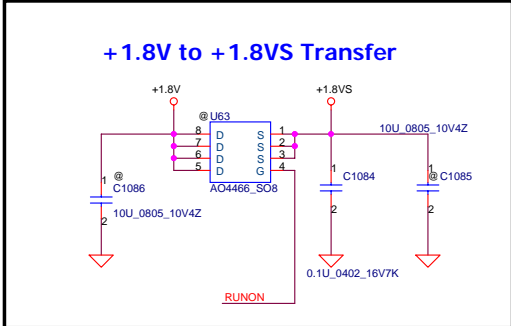 +1.8V to +1.8VS Transfer
+1.8V
+1.8VS
@ U63
8 D S 1
7 D S 2
6 D S 3
5 D G 4
AO4466_SO8
10U_0805_10V4Z
1 @
C1086
2
10U_0805_10V4Z
1 C1084
2
1 @ C1085
2
0.1U_0402_16V7K
RUNON